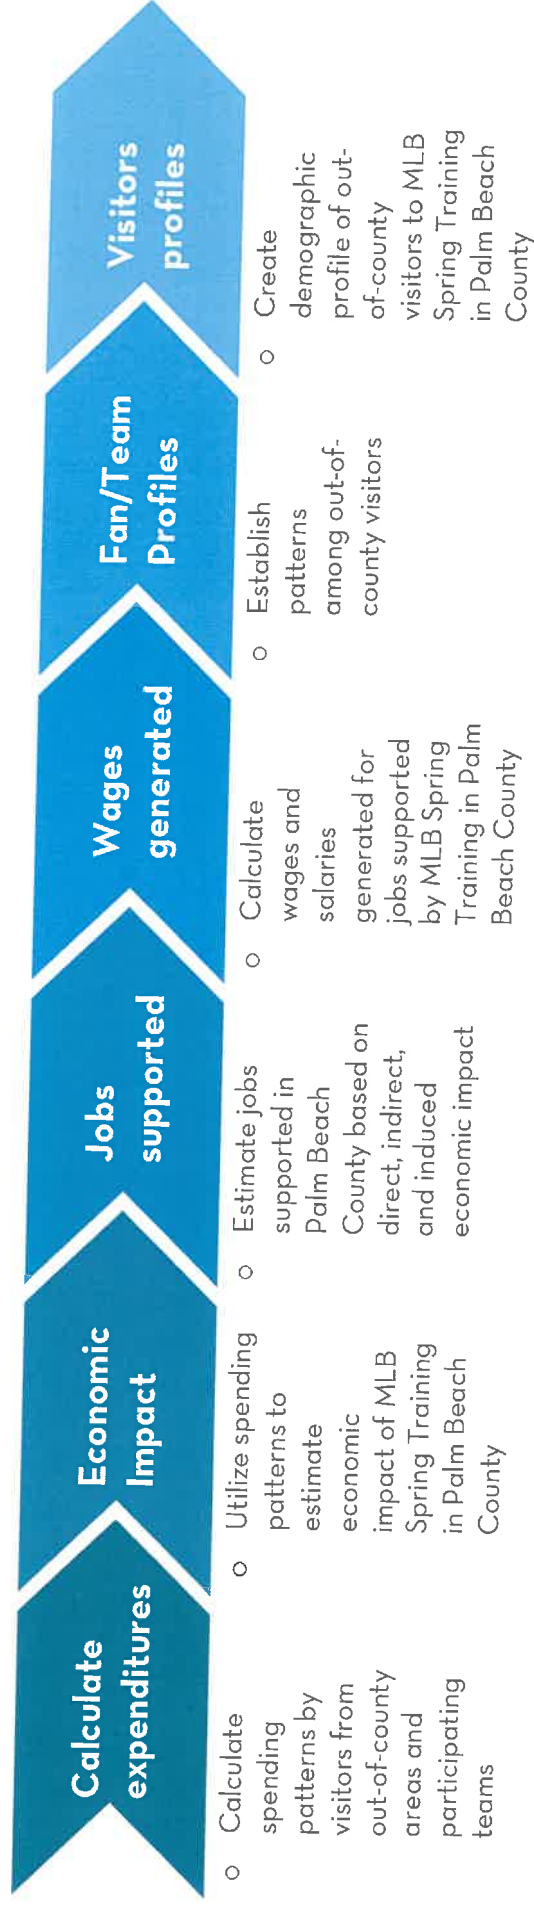 Calculate
expenditures
○ Calculate
spending
patterns by
visitors from
out-of-county
areas and
participating
teams
Economic
Impact
○ Utilize spending
patterns to
estimate
economic
impact of MLB
Spring Training
in Palm Beach
County
Jobs
supported
○ Estimate jobs
supported in
Palm Beach
County based on
direct, indirect,
and induced
economic impact
Wages
generated
○ Calculate
wages and
salaries
generated for
jobs supported
by MLB Spring
Training in Palm
Beach County
Fan/Team
Profiles
○ Establish
patterns
among out-of-
county visitors
Visitors
profiles
○ Create
demographic
profile of out-
of-county
visitors to MLB
Spring Training
in Palm Beach
County